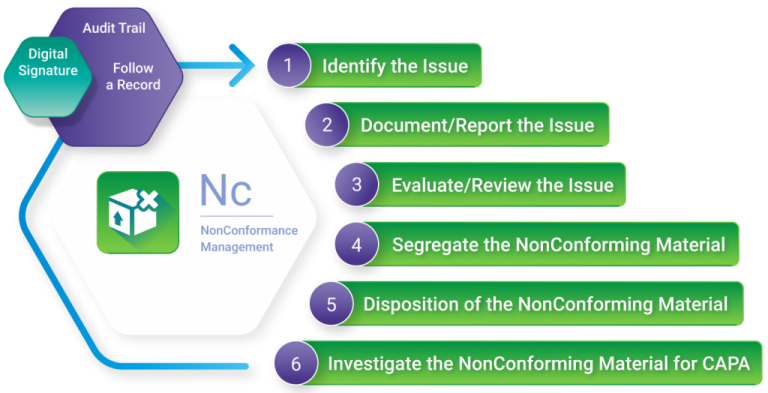 Audit Trail
Digital
Signature
Follow
a Record
1 Identify the Issue
2 Document/Report the Issue
3 Evaluate/Review the Issue
Nc
NonConformance
Management
4 Segregate the NonConforming Material
5 Disposition of the NonConforming Material
6 Investigate the NonConforming Material for CAPA